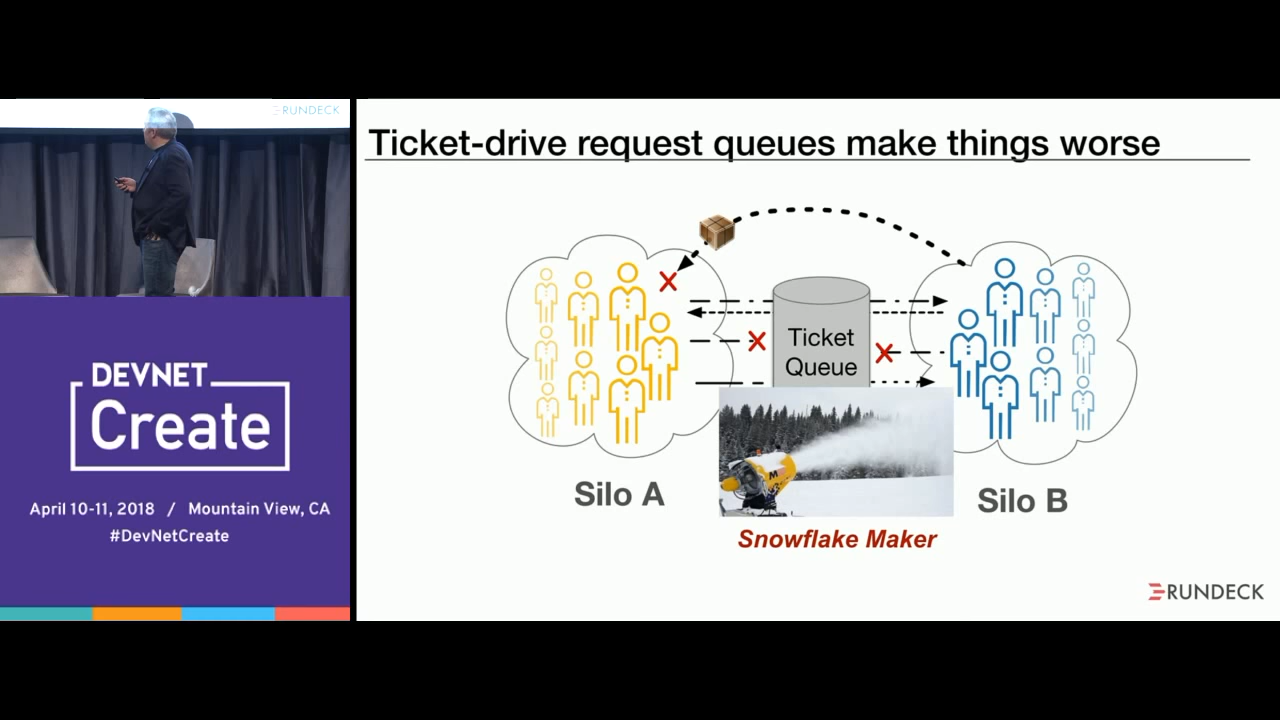 RUNDECK
DEVNET
Create
April 10-11, 2018 / Mountain View, CA
#DevNetCreate
Ticket-drive request queues make things worse
Ticket
Queue
Silo A
Silo B
Snowflake Maker
RUNDECK